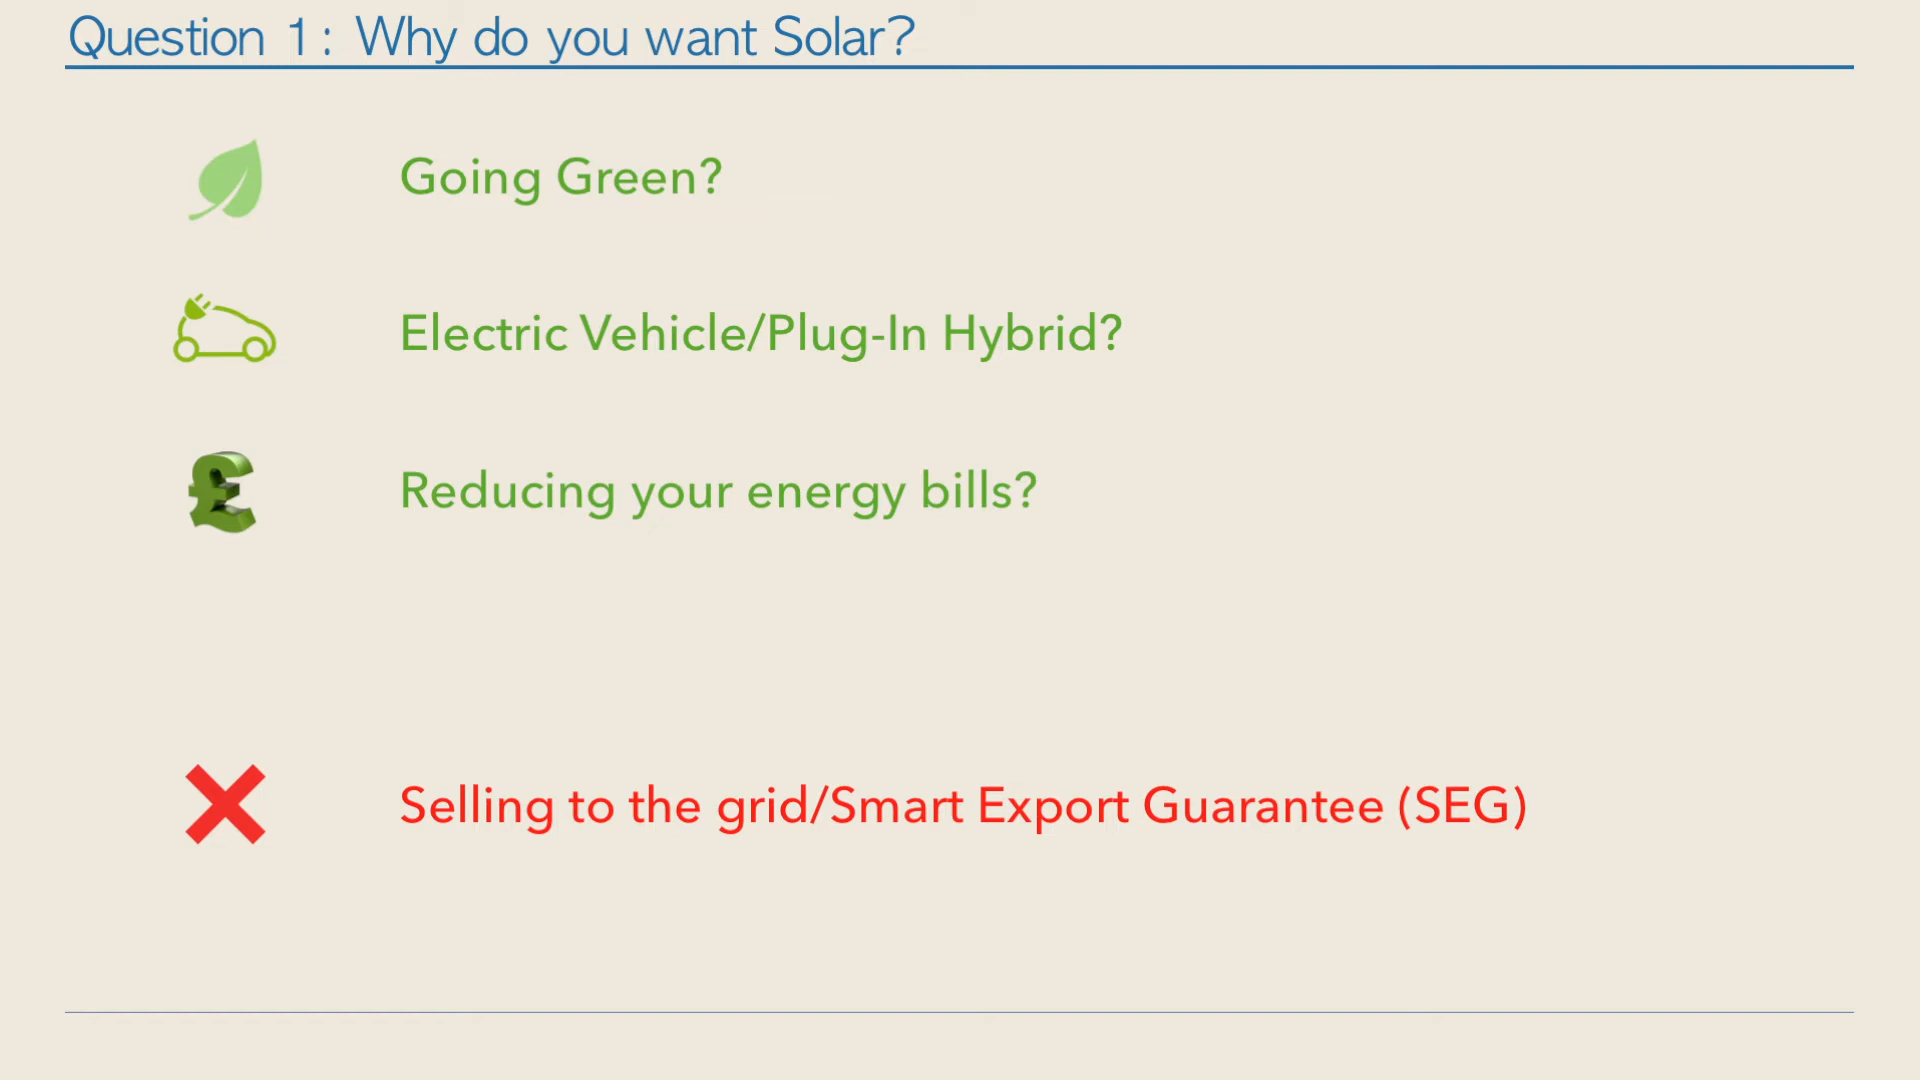 Question 1: Why do you want Solar?
Going Green?
Electric Vehicle/Plug-In Hybrid?
£
Reducing your energy bills?
Selling to the grid/Smart Export Guarantee (SEG)